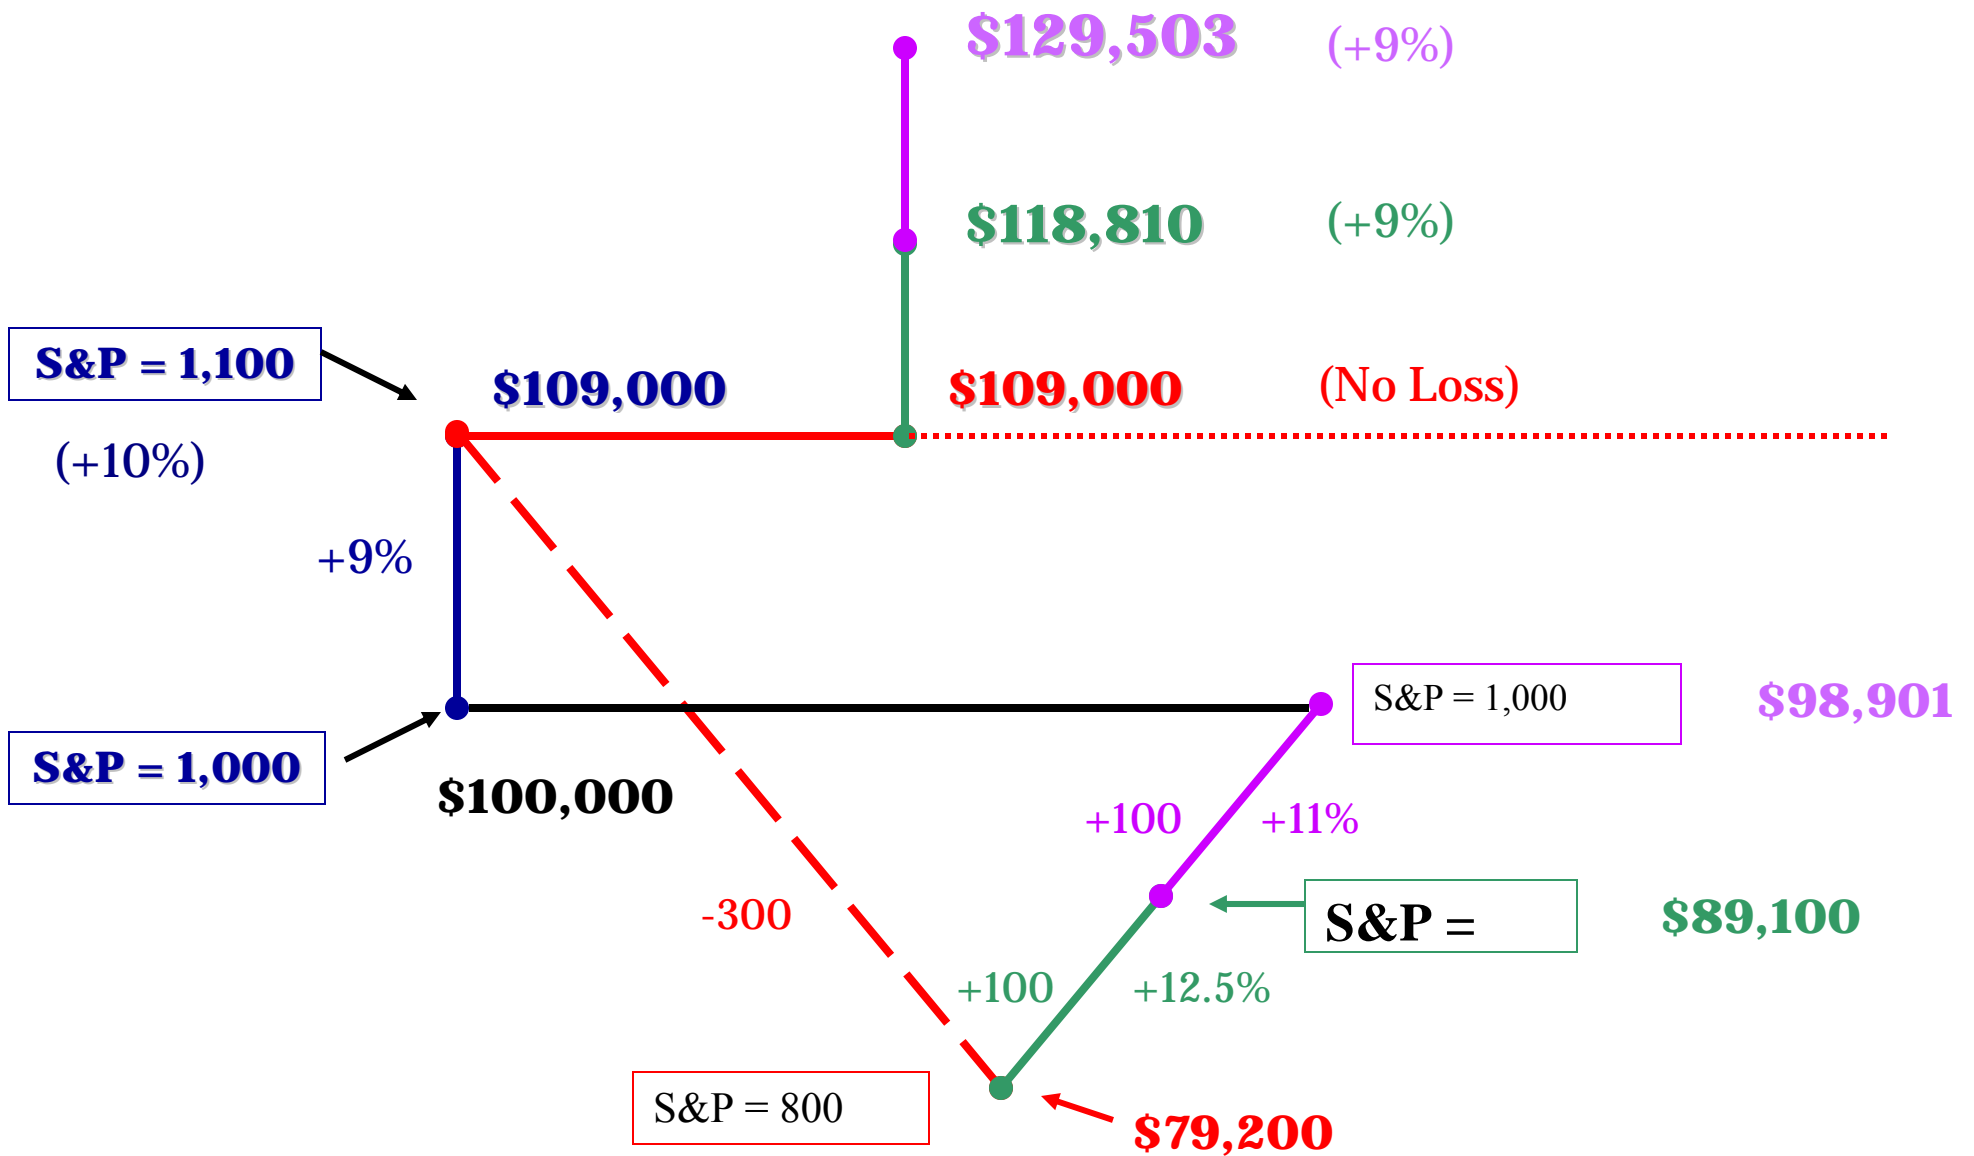 $129,503 (+9%)
$118,810 (+9%)
S&P = 1,100
$109,000
$109,000 (No Loss)
(+10%)
+9%
S&P = 1,000
$98,901
S&P = 1,000
$100,000
+100 +11%
-300
S&P =
$89,100
+100 +12.5%
S&P = 800
$79,200